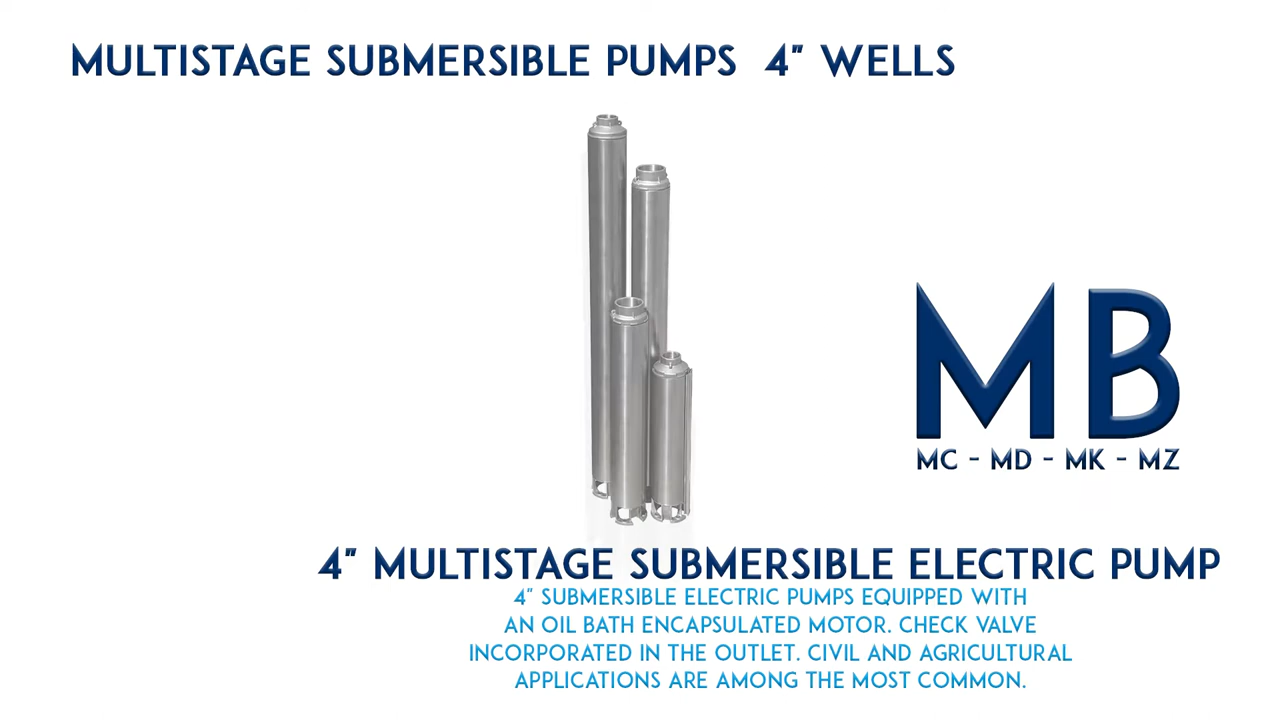 MULTISTAGE SUBMERSIBLE PUMPS 4" WELLS
MB
MC - MD - MK - MZ
4" MULTISTAGE SUBMERSIBLE ELECTRIC PUMP
4" SUBMERSIBLE ELECTRIC PUMPS EQUIPPED WITH
AN OIL BATH ENCAPSULATED MOTOR. CHECK VALVE
INCORPORATED IN THE OUTLET. CIVIL AND AGRICULTURAL
APPLICATIONS ARE AMONG THE MOST COMMON.